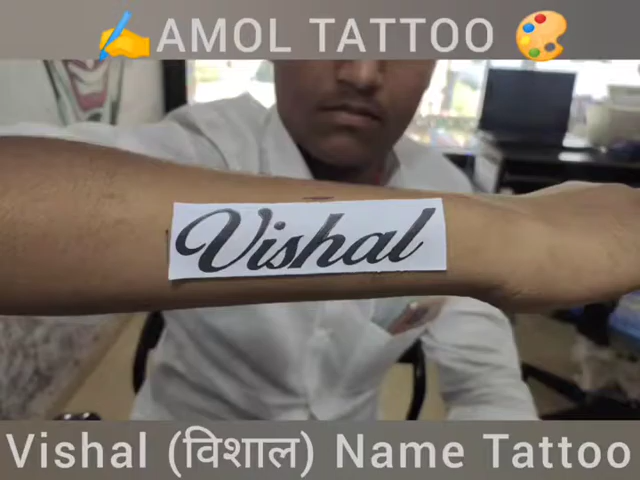 ✍️AMOL TATTOO 🎨
Vishal
Vishal (विशाल) Name Tattoo